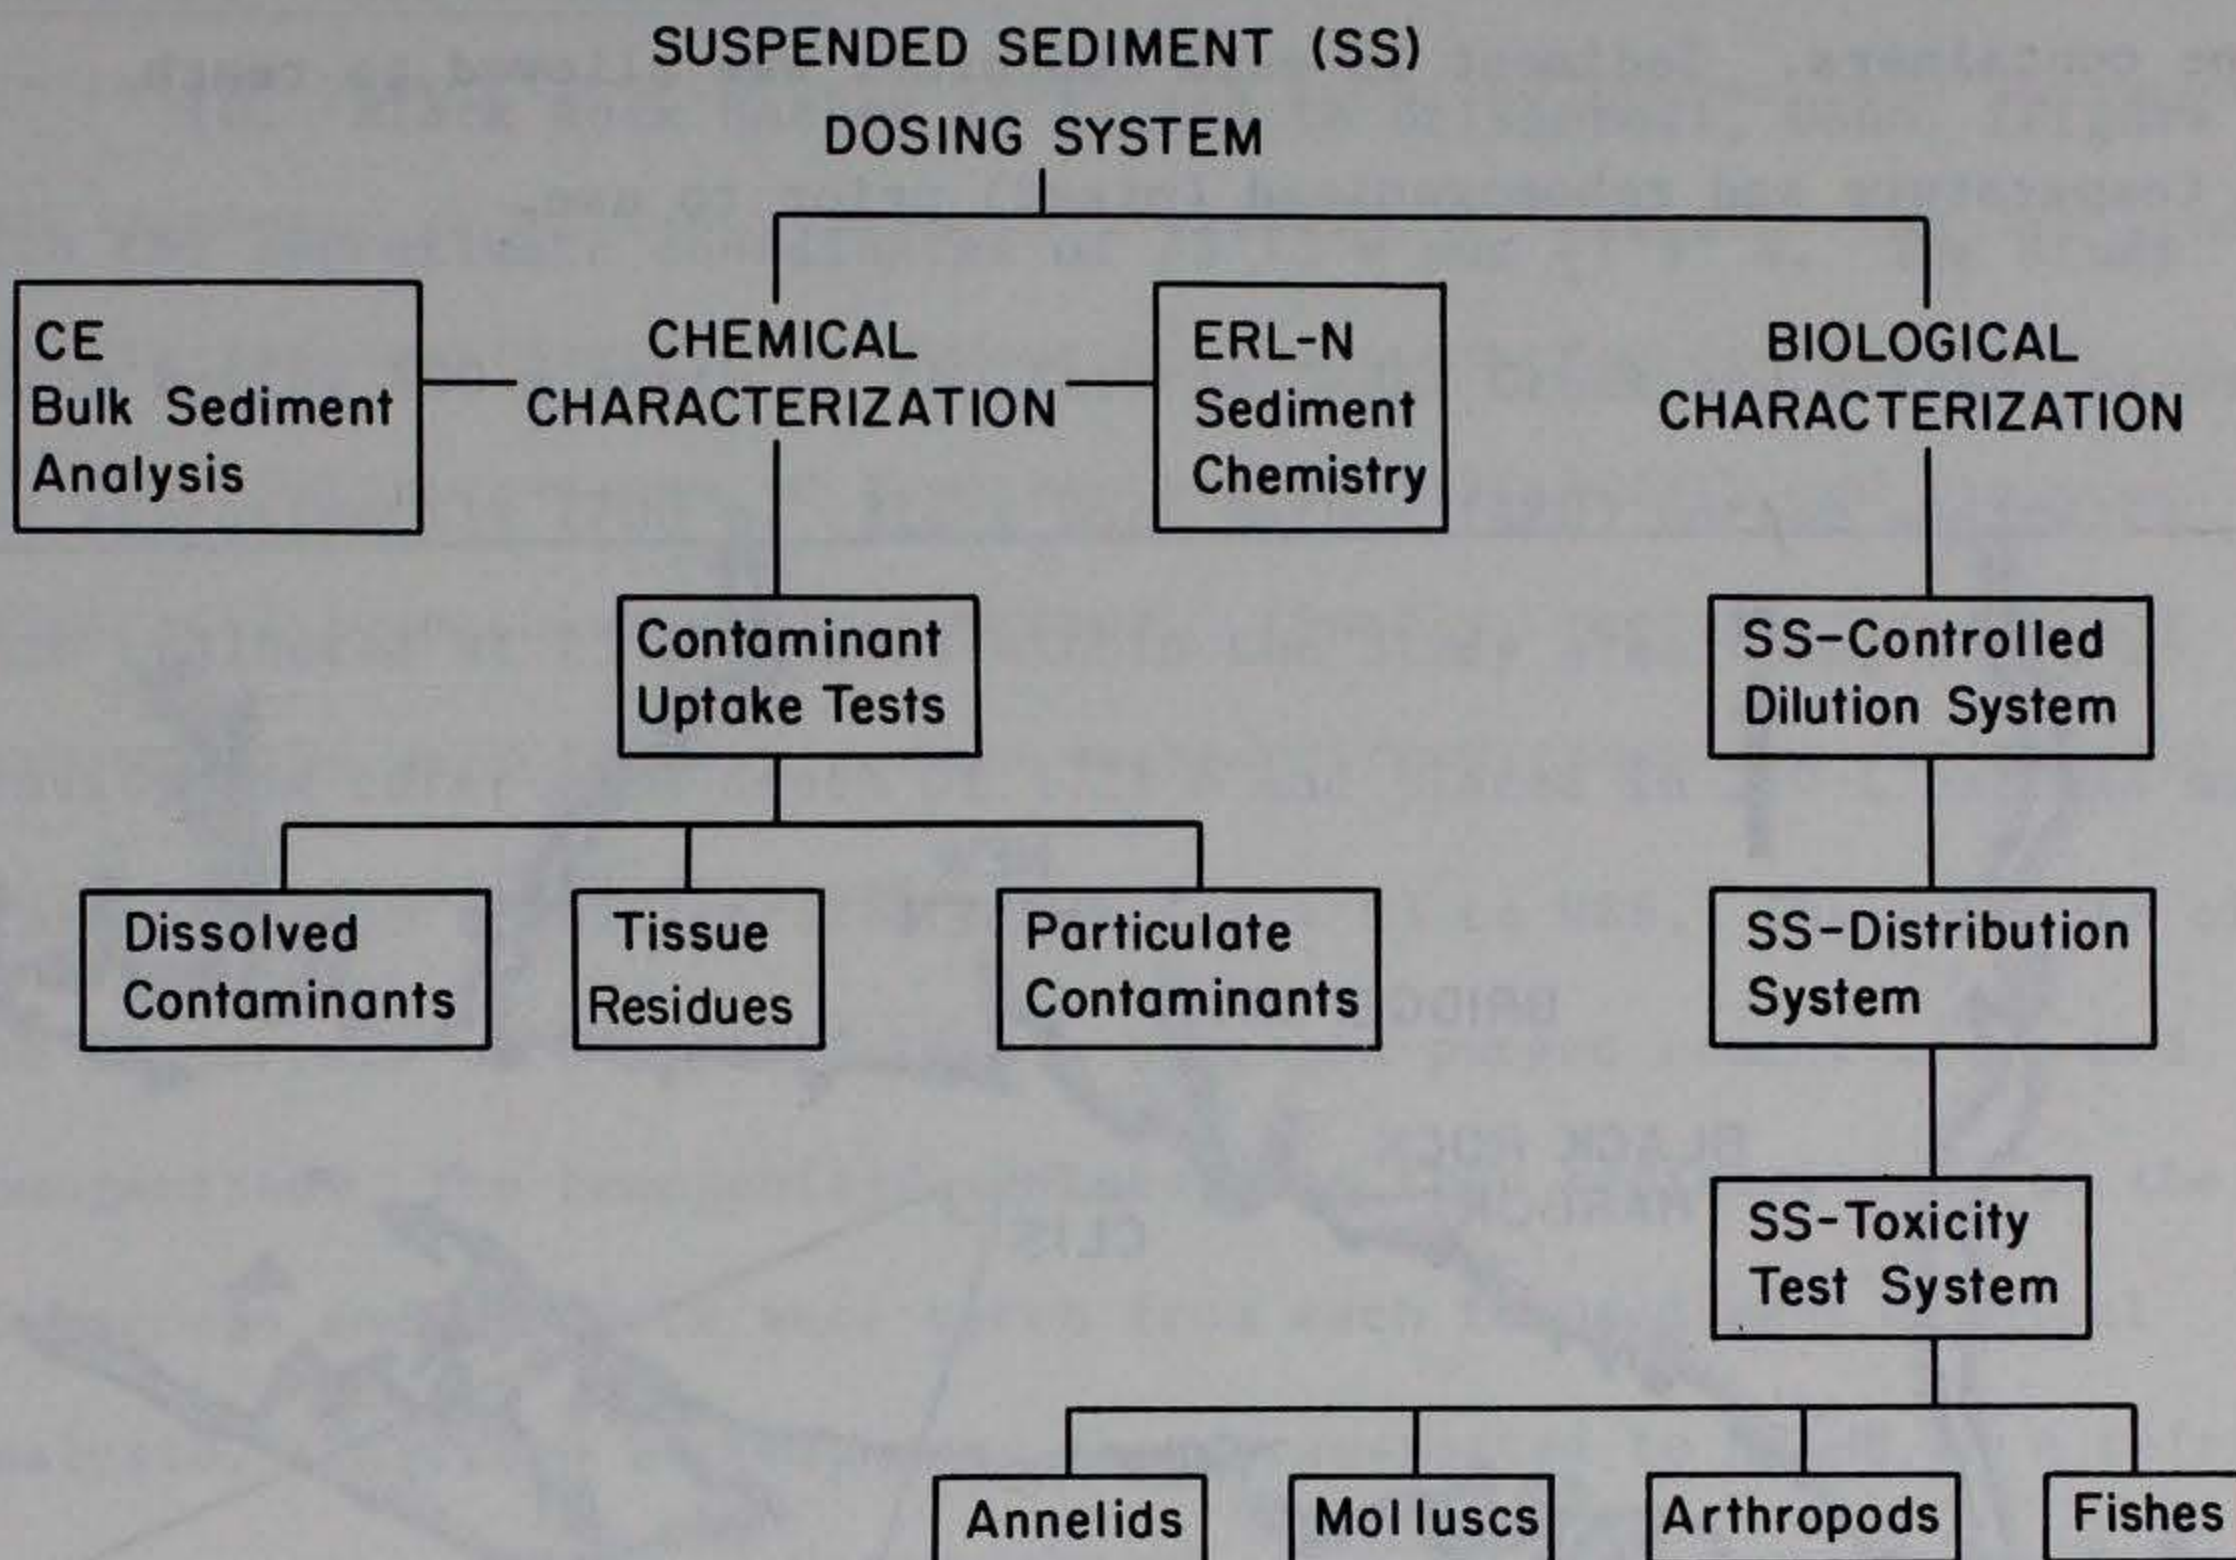 SUSPENDED SEDIMENT (SS)
DOSING SYSTEM
CE
Bulk Sediment
Analysis
CHEMICAL
CHARACTERIZATION
ERL-N
Sediment
Chemistry
BIOLOGICAL
CHARACTERIZATION
Contaminant
Uptake Tests
SS-Controlled
Dilution System
Dissolved
Contaminants
Tissue
Residues
Particulate
Contaminants
SS-Distribution
System
SS-Toxicity
Test System
Annelids
Molluscs
Arthropods
Fishes